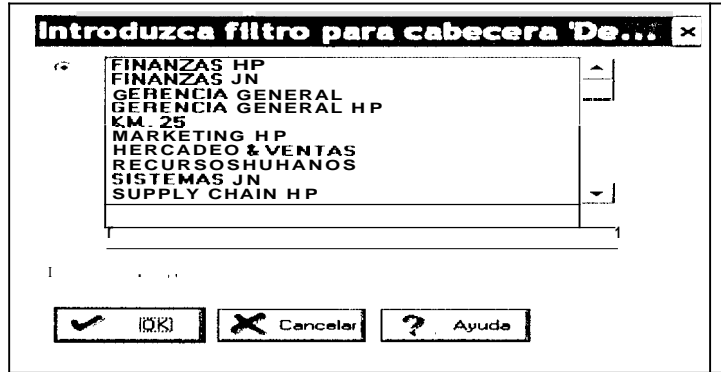 Introduzca filtro para cabecera 'De...
FINANZAS HP
FINANZAS JN
GERENCIA GENERAL
GERENCIA GENERAL HP
KM. 25
MARKETING HP
HERCADEO & VENTAS
RECURSOSHUHANOS
SISTEMAS JN
SUPPLY CHAIN HP
OK Cancelar Ayuda